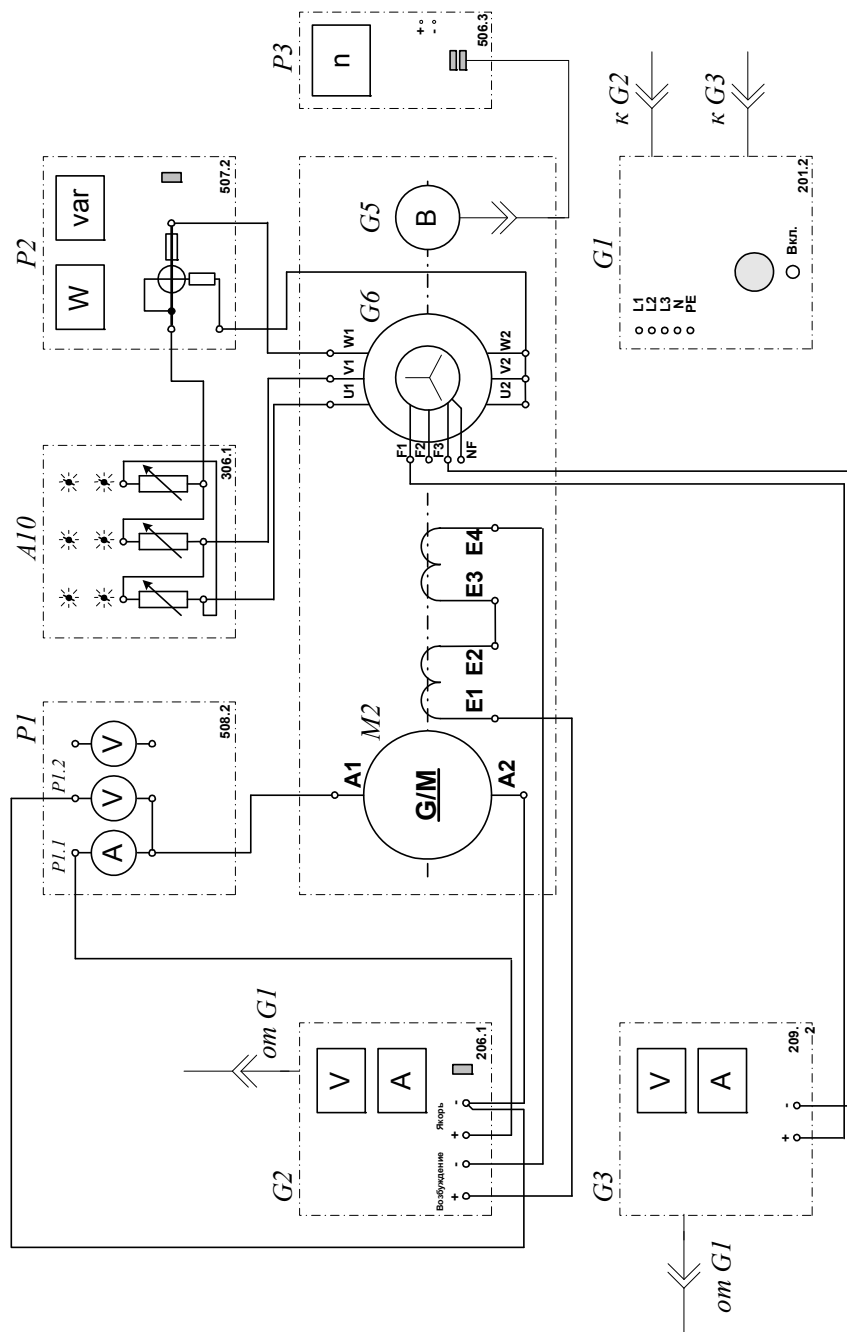 P1
P1.1
P1.2
A
V
V
508.2
A10
306.1
P2
W
var
507.2
P3
n
+
-
506.3
от G1
G2
V
A
206.1
Возбуждение
Якорь
+
-
+
-
M2
A1
G/M
A2
E1
E2
E3
E4
G6
U1
V1
W1
F1
F2
F3
NF
U2
V2
W2
G5
B
от G1
G3
V
A
209.
2
+
-
G1
L1
L2
L3
N
PE
Вкл.
201.2
к G2
к G3